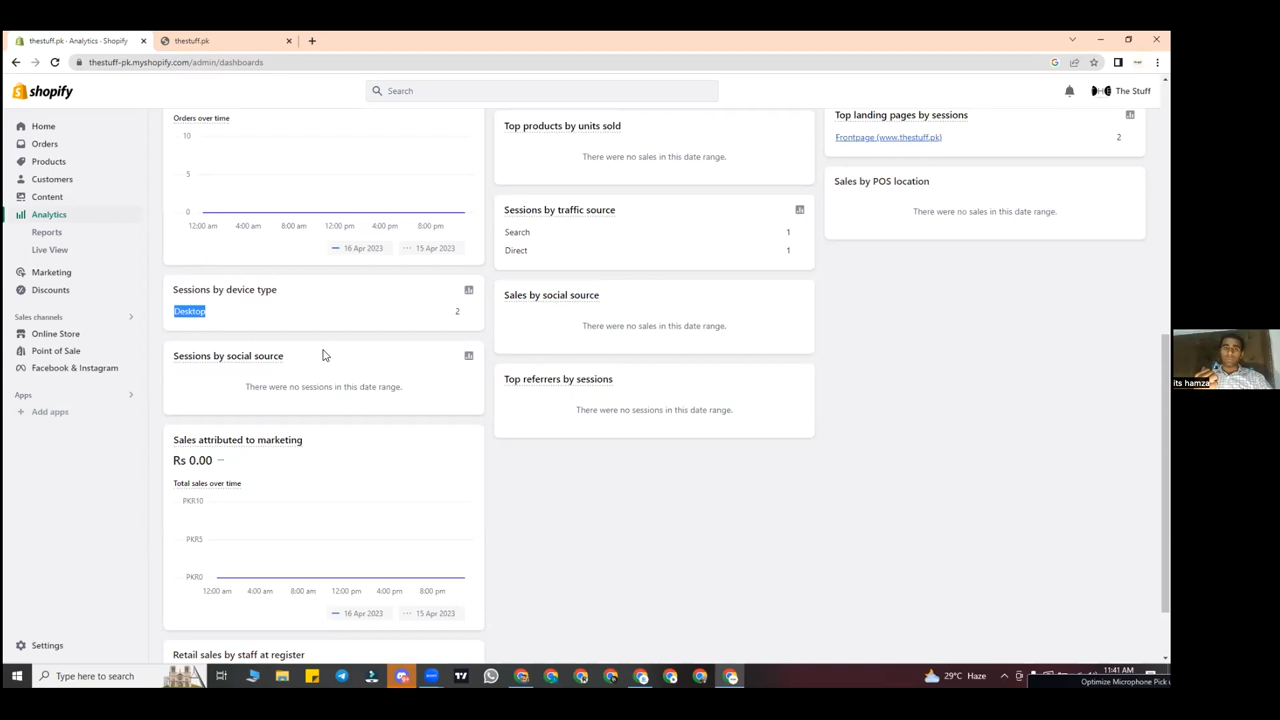 thestuff.pk · Analytics · Shopify
thestuff.pk
thestuff-pk.myshopify.com/admin/dashboards
shopify
Search
The Stuff
Home
Orders
Products
Customers
Content
Analytics
Reports
Live View
Marketing
Discounts
Sales channels
Online Store
Point of Sale
Facebook & Instagram
Apps
Add apps
Settings
Orders over time
10
5
0
12:00 am 4:00 am 8:00 am 12:00 pm 4:00 pm 8:00 pm
16 Apr 2023 15 Apr 2023
Sessions by device type
Desktop 2
Sessions by social source
There were no sessions in this date range.
Sales attributed to marketing
Rs 0.00 –
Total sales over time
PKR10
PKR5
PKR0
12:00 am 4:00 am 8:00 am 12:00 pm 4:00 pm 8:00 pm
16 Apr 2023 15 Apr 2023
Retail sales by staff at register
Top products by units sold
There were no sales in this date range.
Sessions by traffic source
Search 1
Direct 1
Sales by social source
There were no sales in this date range.
Top referrers by sessions
There were no sessions in this date range.
Top landing pages by sessions
Frontpage (www.thestuff.pk) 2
Sales by POS location
There were no sales in this date range.
its hamza
Type here to search
29°C Haze
11:41 AM
Optimize Microphone Pick